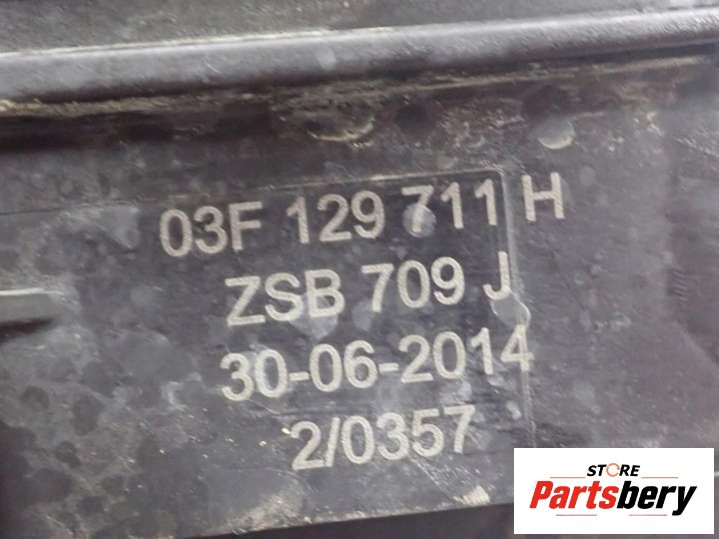 03F 129 711 H
ZSB 709 J
30-06-2014
2/0357
STORE
Partsbery